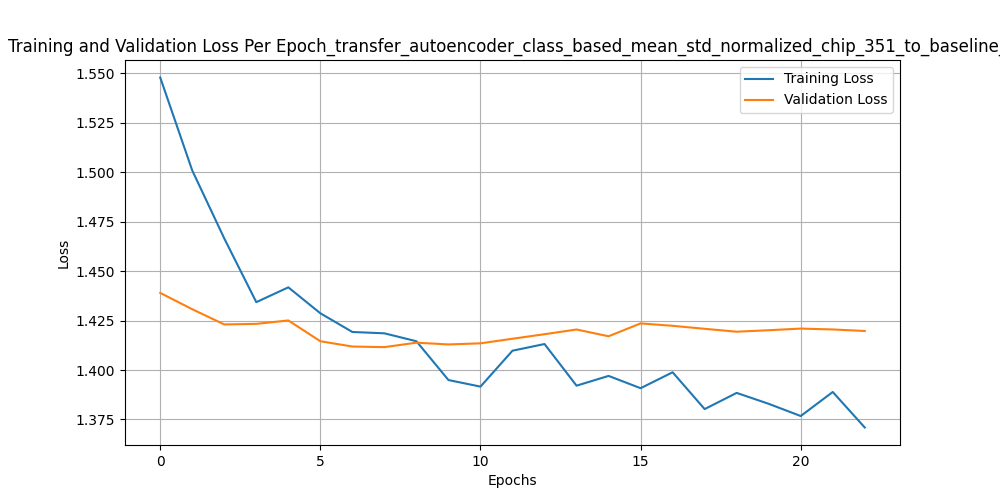 Training and Validation Loss Per Epoch_transfer_autoencoder_class_based_mean_std_normalized_chip_351_to_baseline_
Training Loss
Validation Loss
1.550
1.525
1.500
1.475
1.450
1.425
1.400
1.375
Loss
0
5
10
15
20
Epochs